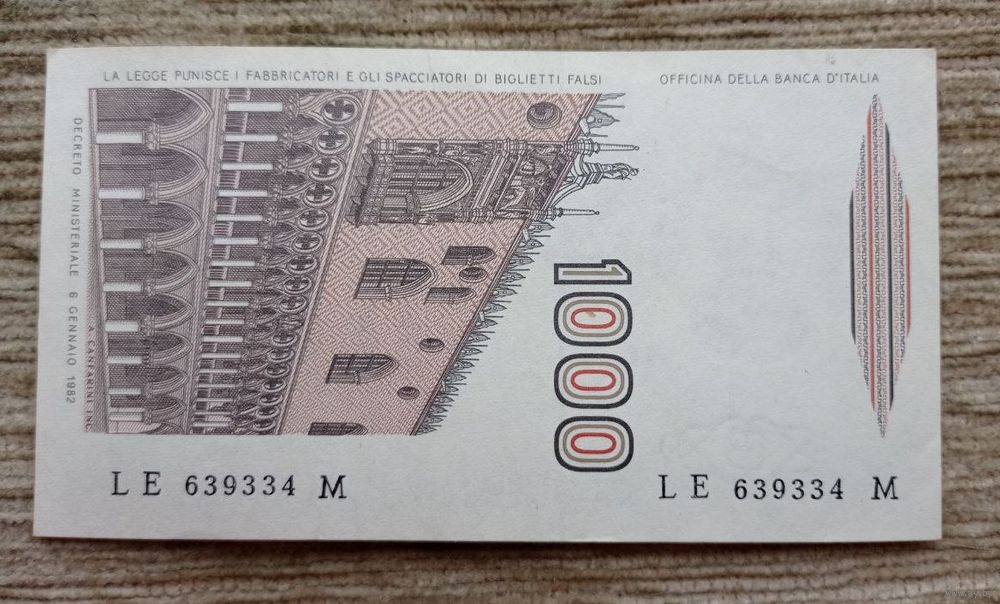 LA LEGGE PUNISCE I FABBRICATORI E GLI SPACCIATORI DI BIGLIETTI FALSI
OFFICINA DELLA BANCA D'ITALIA
DECRETO MINISTERIALE 6 GENNAIO 1982
A. CANFARINI INC.
1000
LE 639334 M
LE 639334 M